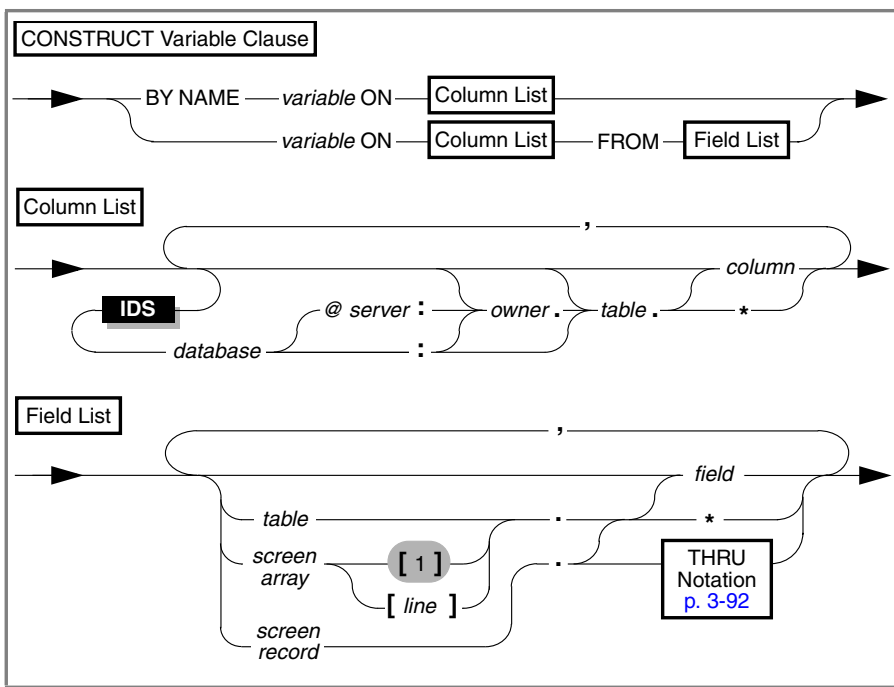 CONSTRUCT Variable Clause
BY NAME variable ON Column List
variable ON Column List FROM Field List
Column List
,
column
IDS @ server : owner . table . *
database :
Field List
,
field
table . *
screen array [ 1 ] . THRU Notation p. 3-92
[ line ]
screen record